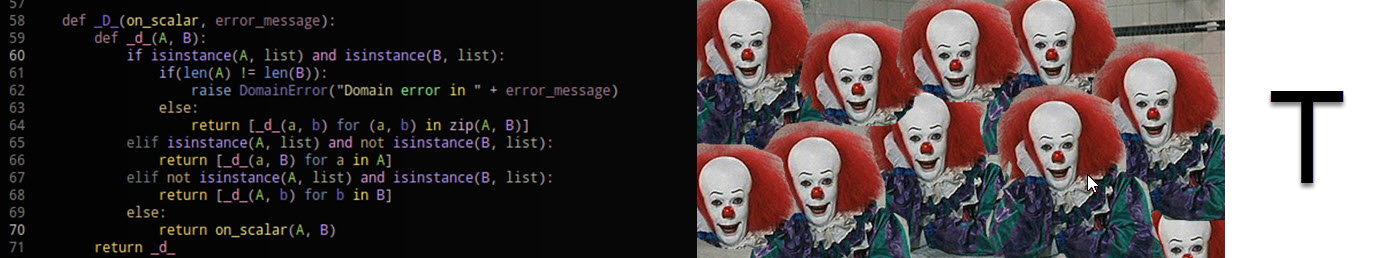 57
58 def _D_(on_scalar, error_message):
59 def _d_(A, B):
60 if isinstance(A, list) and isinstance(B, list):
61 if(len(A) != len(B)):
62 raise DomainError("Domain error in " + error_message)
63 else:
64 return [_d_(a, b) for (a, b) in zip(A, B)]
65 elif isinstance(A, list) and not isinstance(B, list):
66 return [_d_(a, B) for a in A]
67 elif not isinstance(A, list) and isinstance(B, list):
68 return [_d_(A, b) for b in B]
69 else:
70 return on_scalar(A, B)
71 return _d_
T